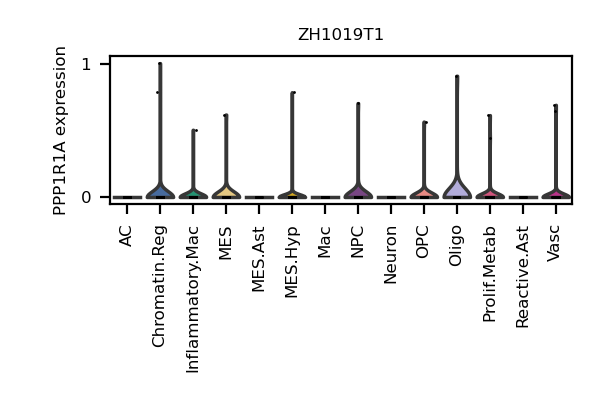 ZH1019T1
PPP1R1A expression
1
0
AC
Chromatin.Reg
Inflammatory.Mac
MES
MES.Ast
MES.Hyp
Mac
NPC
Neuron
OPC
Oligo
Prolif.Metab
Reactive.Ast
Vasc